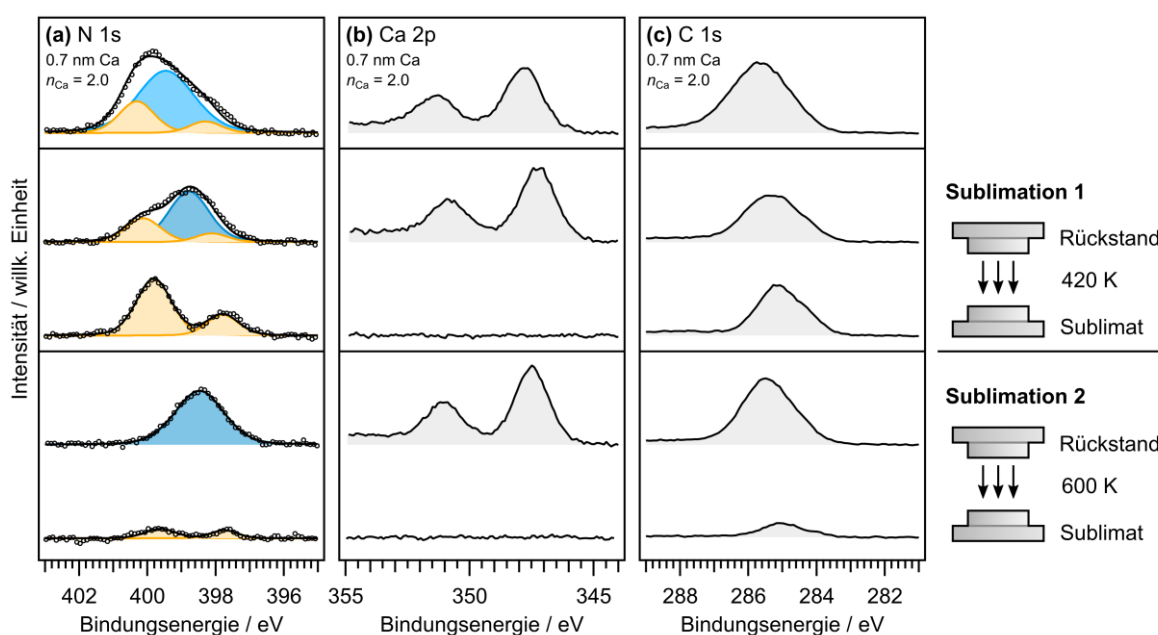 (a) N 1s
0.7 nm Ca
nCa = 2.0
(b) Ca 2p
0.7 nm Ca
nCa = 2.0
(c) C 1s
0.7 nm Ca
nCa = 2.0
Intensität / willk. Einheit
Sublimation 1
Rückstand
420 K
Sublimat
Sublimation 2
Rückstand
600 K
Sublimat
402 400 398 396
355 350 345
288 286 284 282
Bindungsenergie / eV
Bindungsenergie / eV
Bindungsenergie / eV